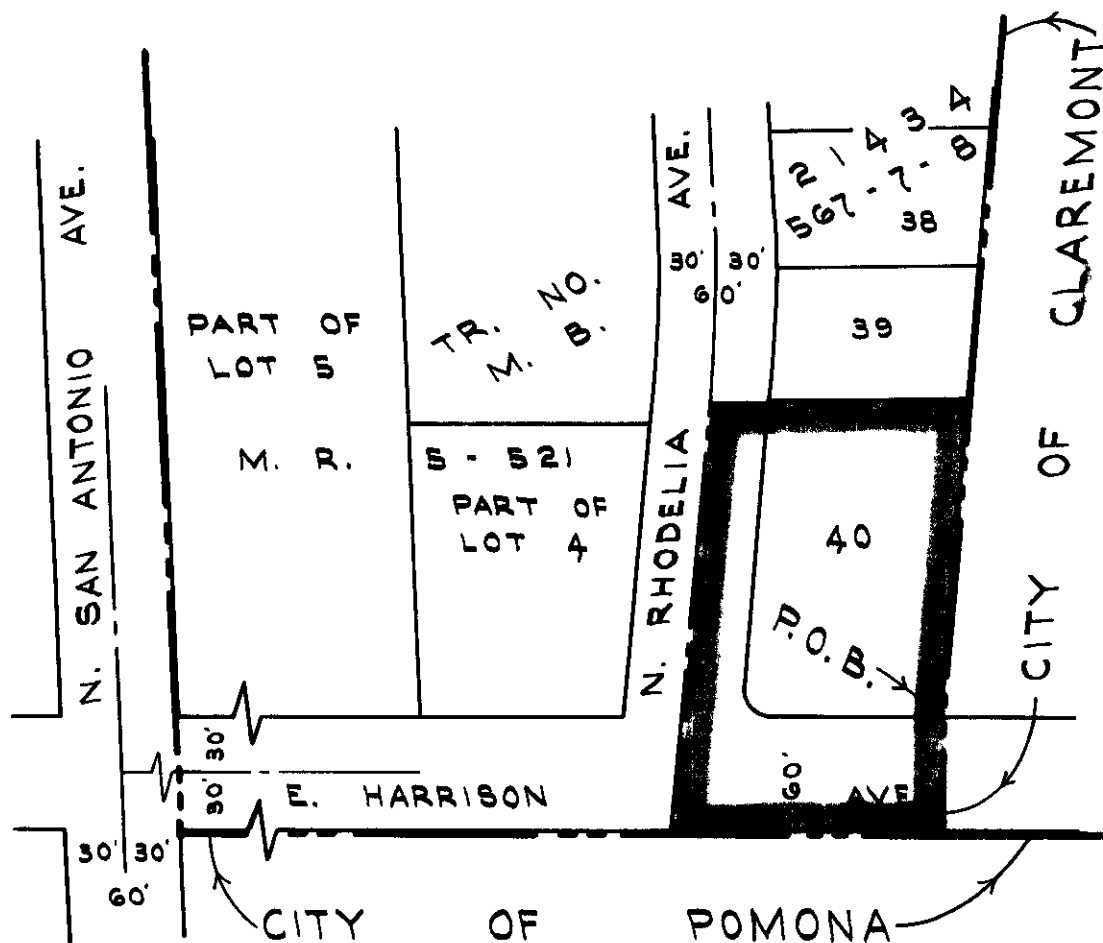 N. SAN ANTONIO AVE.
PART OF
LOT 5
M. R.
TR. NO. 21434
M. B. 567-7-8
5 - 521
PART OF
LOT 4
N. RHODELIA AVE.
30' 30'
60'
38
39
40
P.O.B.
CITY OF CLAREMONT
30' 30'
E. HARRISON AVE
60'
30' 30'
60'
CITY OF POMONA